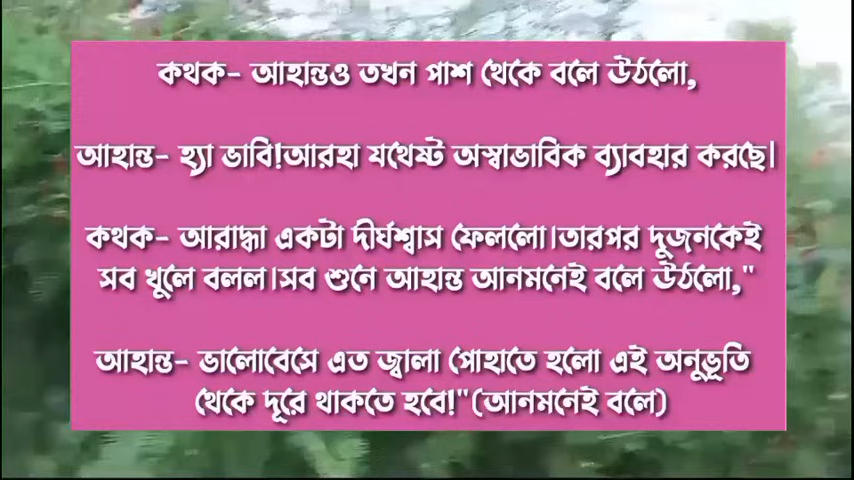 কথক- আহান্তও তখন পাশ থেকে বলে উঠলো,
আহান্ত- হ্যা ভাবি!আরহা যথেষ্ট অস্বাভাবিক ব্যাবহার করছে।
কথক- আরাদ্ধা একটা দীর্ঘশ্বাস ফেললো।তারপর দুজনকেই
সব খুলে বলল।সব শুনে আহান্ত আনমনেই বলে উঠলো,"
আহান্ত- ভালোবেসে এত জ্বালা পোহাতে হলো এই অনুভূতি
থেকে দূরে থাকতে হবে!"(আনমনেই বলে)